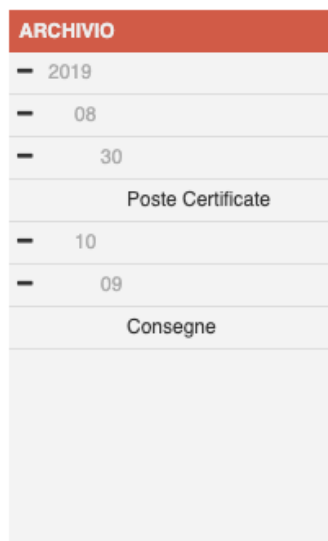 ARCHIVIO
2019
08
30
Poste Certificate
10
09
Consegne